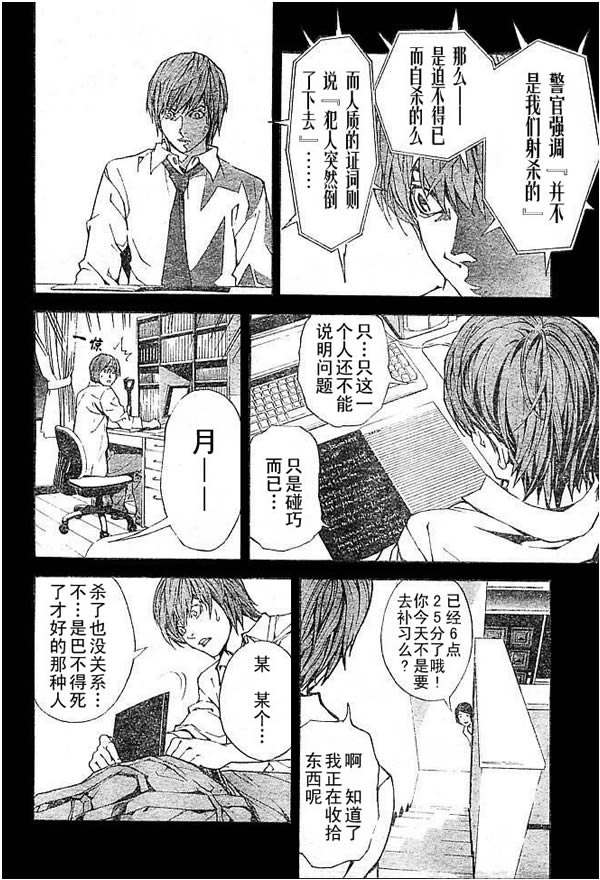 警官强调『并不
是我们射杀的』
那么——
是迫不得已
而自杀的么
而人质的证词则
说『犯人突然倒
了下去』……
只…只这一
个人还不能
说明问题
只是碰巧
而已…
月——
一惊
已经6点
25分了哦！
你今天不是要
去补习么？
啊 知道了
我正在收拾
东西呢
某 某个…
杀了也没关系…
不…是巴不得死
了才好的那种人